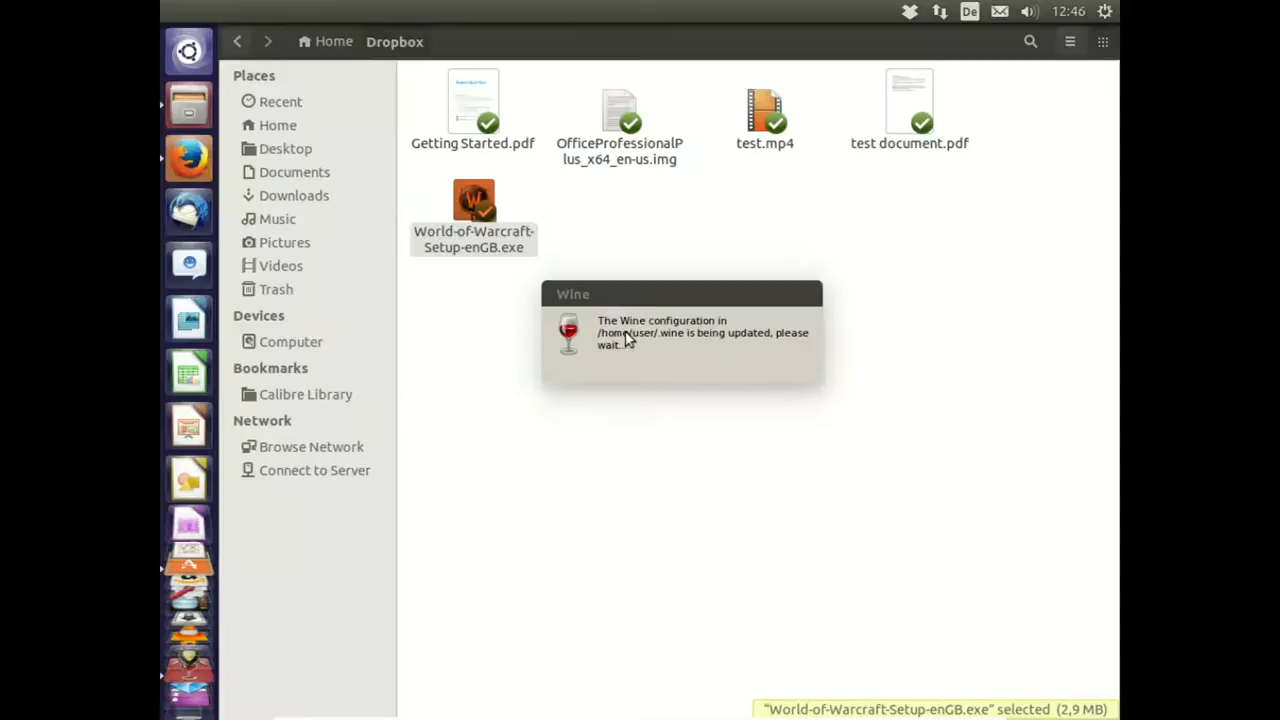 De
12:46
Home
Dropbox
Places
Recent
Home
Desktop
Documents
Downloads
Music
Pictures
Videos
Trash
Devices
Computer
Bookmarks
Calibre Library
Network
Browse Network
Connect to Server
Getting Started.pdf
OfficeProfessionalP
lus_x64_en-us.img
test.mp4
test document.pdf
World-of-Warcraft-
Setup-enGB.exe
Wine
The Wine configuration in
/home/user/.wine is being updated, please
wait...
"World-of-Warcraft-Setup-enGB.exe" selected (2,9 MB)